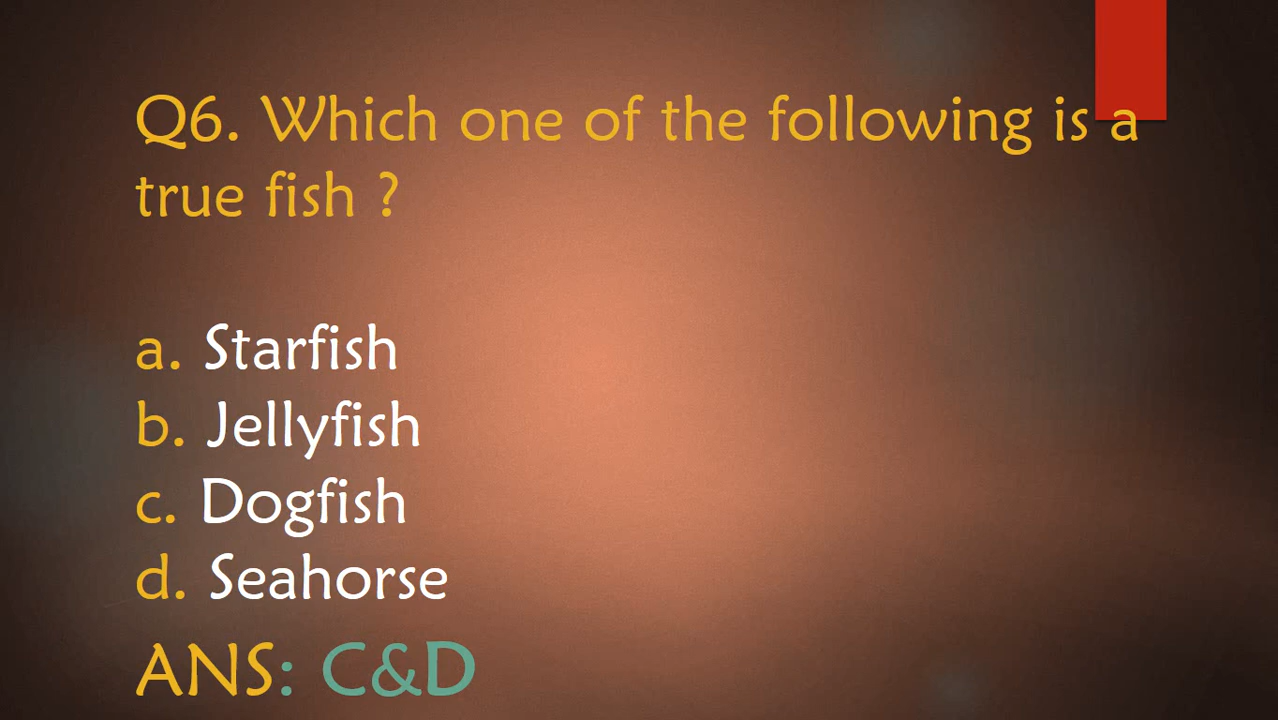 Q6. Which one of the following is a
true fish ?
a. Starfish
b. Jellyfish
c. Dogfish
d. Seahorse
ANS: C&D